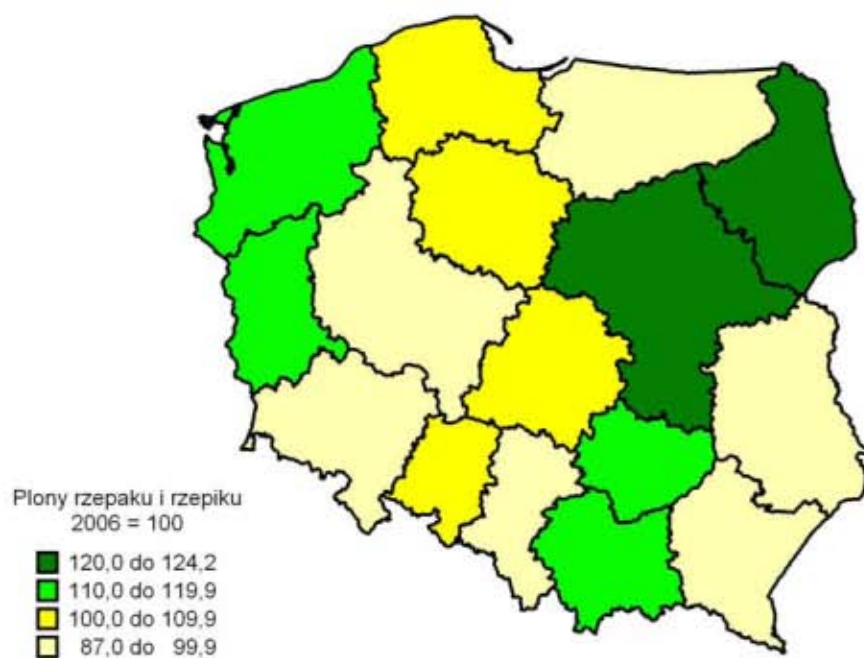 Plony rzepaku i rzepiku
2006 = 100
120,0 do 124,2
110,0 do 119,9
100,0 do 109,9
87,0 do 99,9